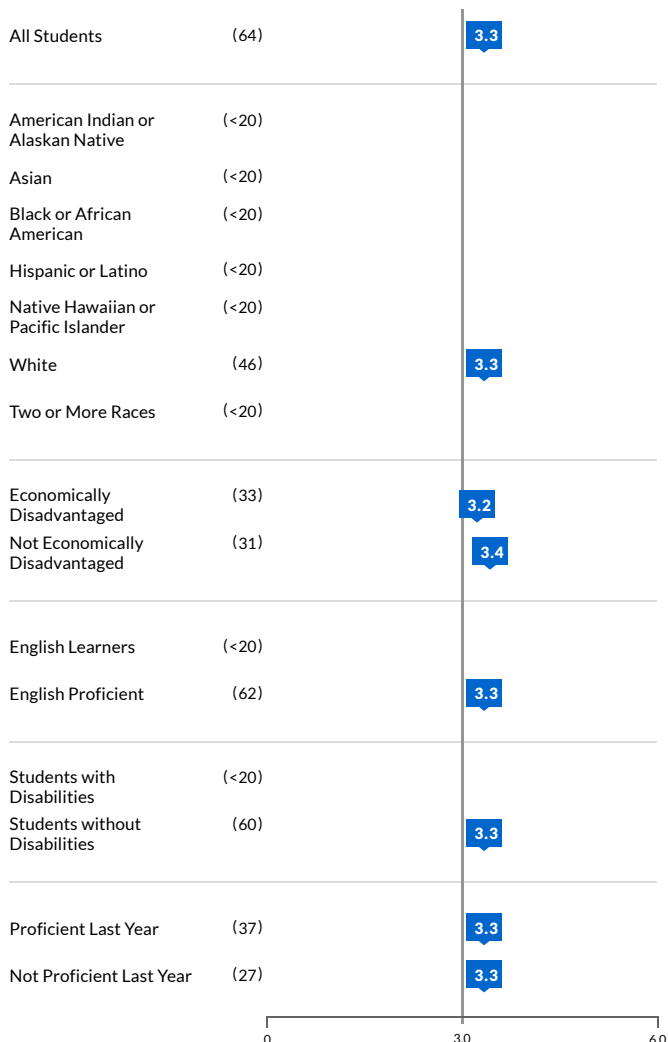 All Students (64) 3.3
American Indian or (<20)
Alaskan Native
Asian (<20)
Black or African (<20)
American
Hispanic or Latino (<20)
Native Hawaiian or (<20)
Pacific Islander
White (46) 3.3
Two or More Races (<20)
Economically (33) 3.2
Disadvantaged
Not Economically (31) 3.4
Disadvantaged
English Learners (<20)
English Proficient (62) 3.3
Students with (<20)
Disabilities
Students without (60) 3.3
Disabilities
Proficient Last Year (37) 3.3
Not Proficient Last Year (27) 3.3
0 3.0 6.0